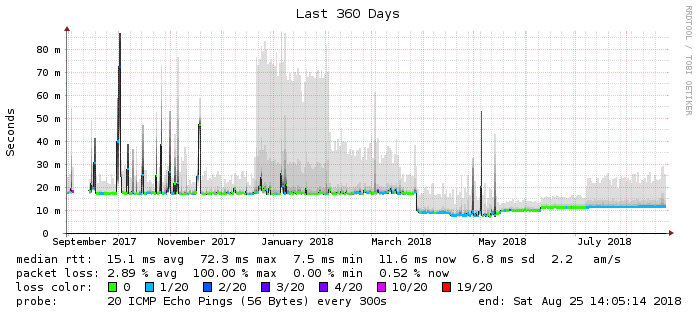 Last 360 Days
RRDTOOL / TOBI OETIKER
Seconds
80 m
70 m
60 m
50 m
40 m
30 m
20 m
10 m
0
September 2017 November 2017 January 2018 March 2018 May 2018 July 2018
median rtt: 15.1 ms avg 72.3 ms max 7.5 ms min 11.6 ms now 6.8 ms sd 2.2 am/s
packet loss: 2.89 % avg 100.00 % max 0.00 % min 0.52 % now
loss color: 0 1/20 2/20 3/20 4/20 10/20 19/20
probe: 20 ICMP Echo Pings (56 Bytes) every 300s end: Sat Aug 25 14:05:14 2018